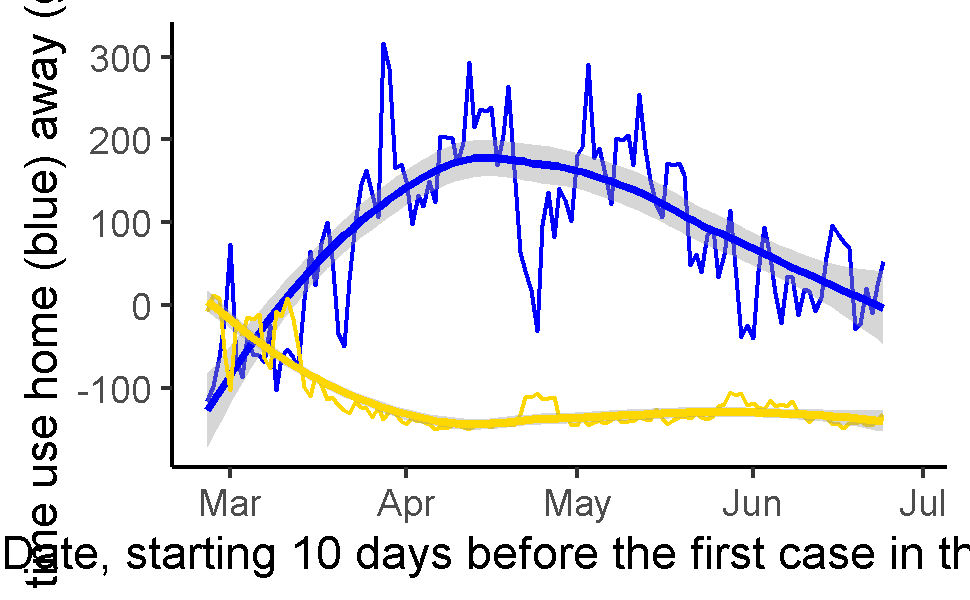 time use home (blue) away (
300
200
100
0
-100
Mar Apr May Jun Jul
Date, starting 10 days before the first case in th